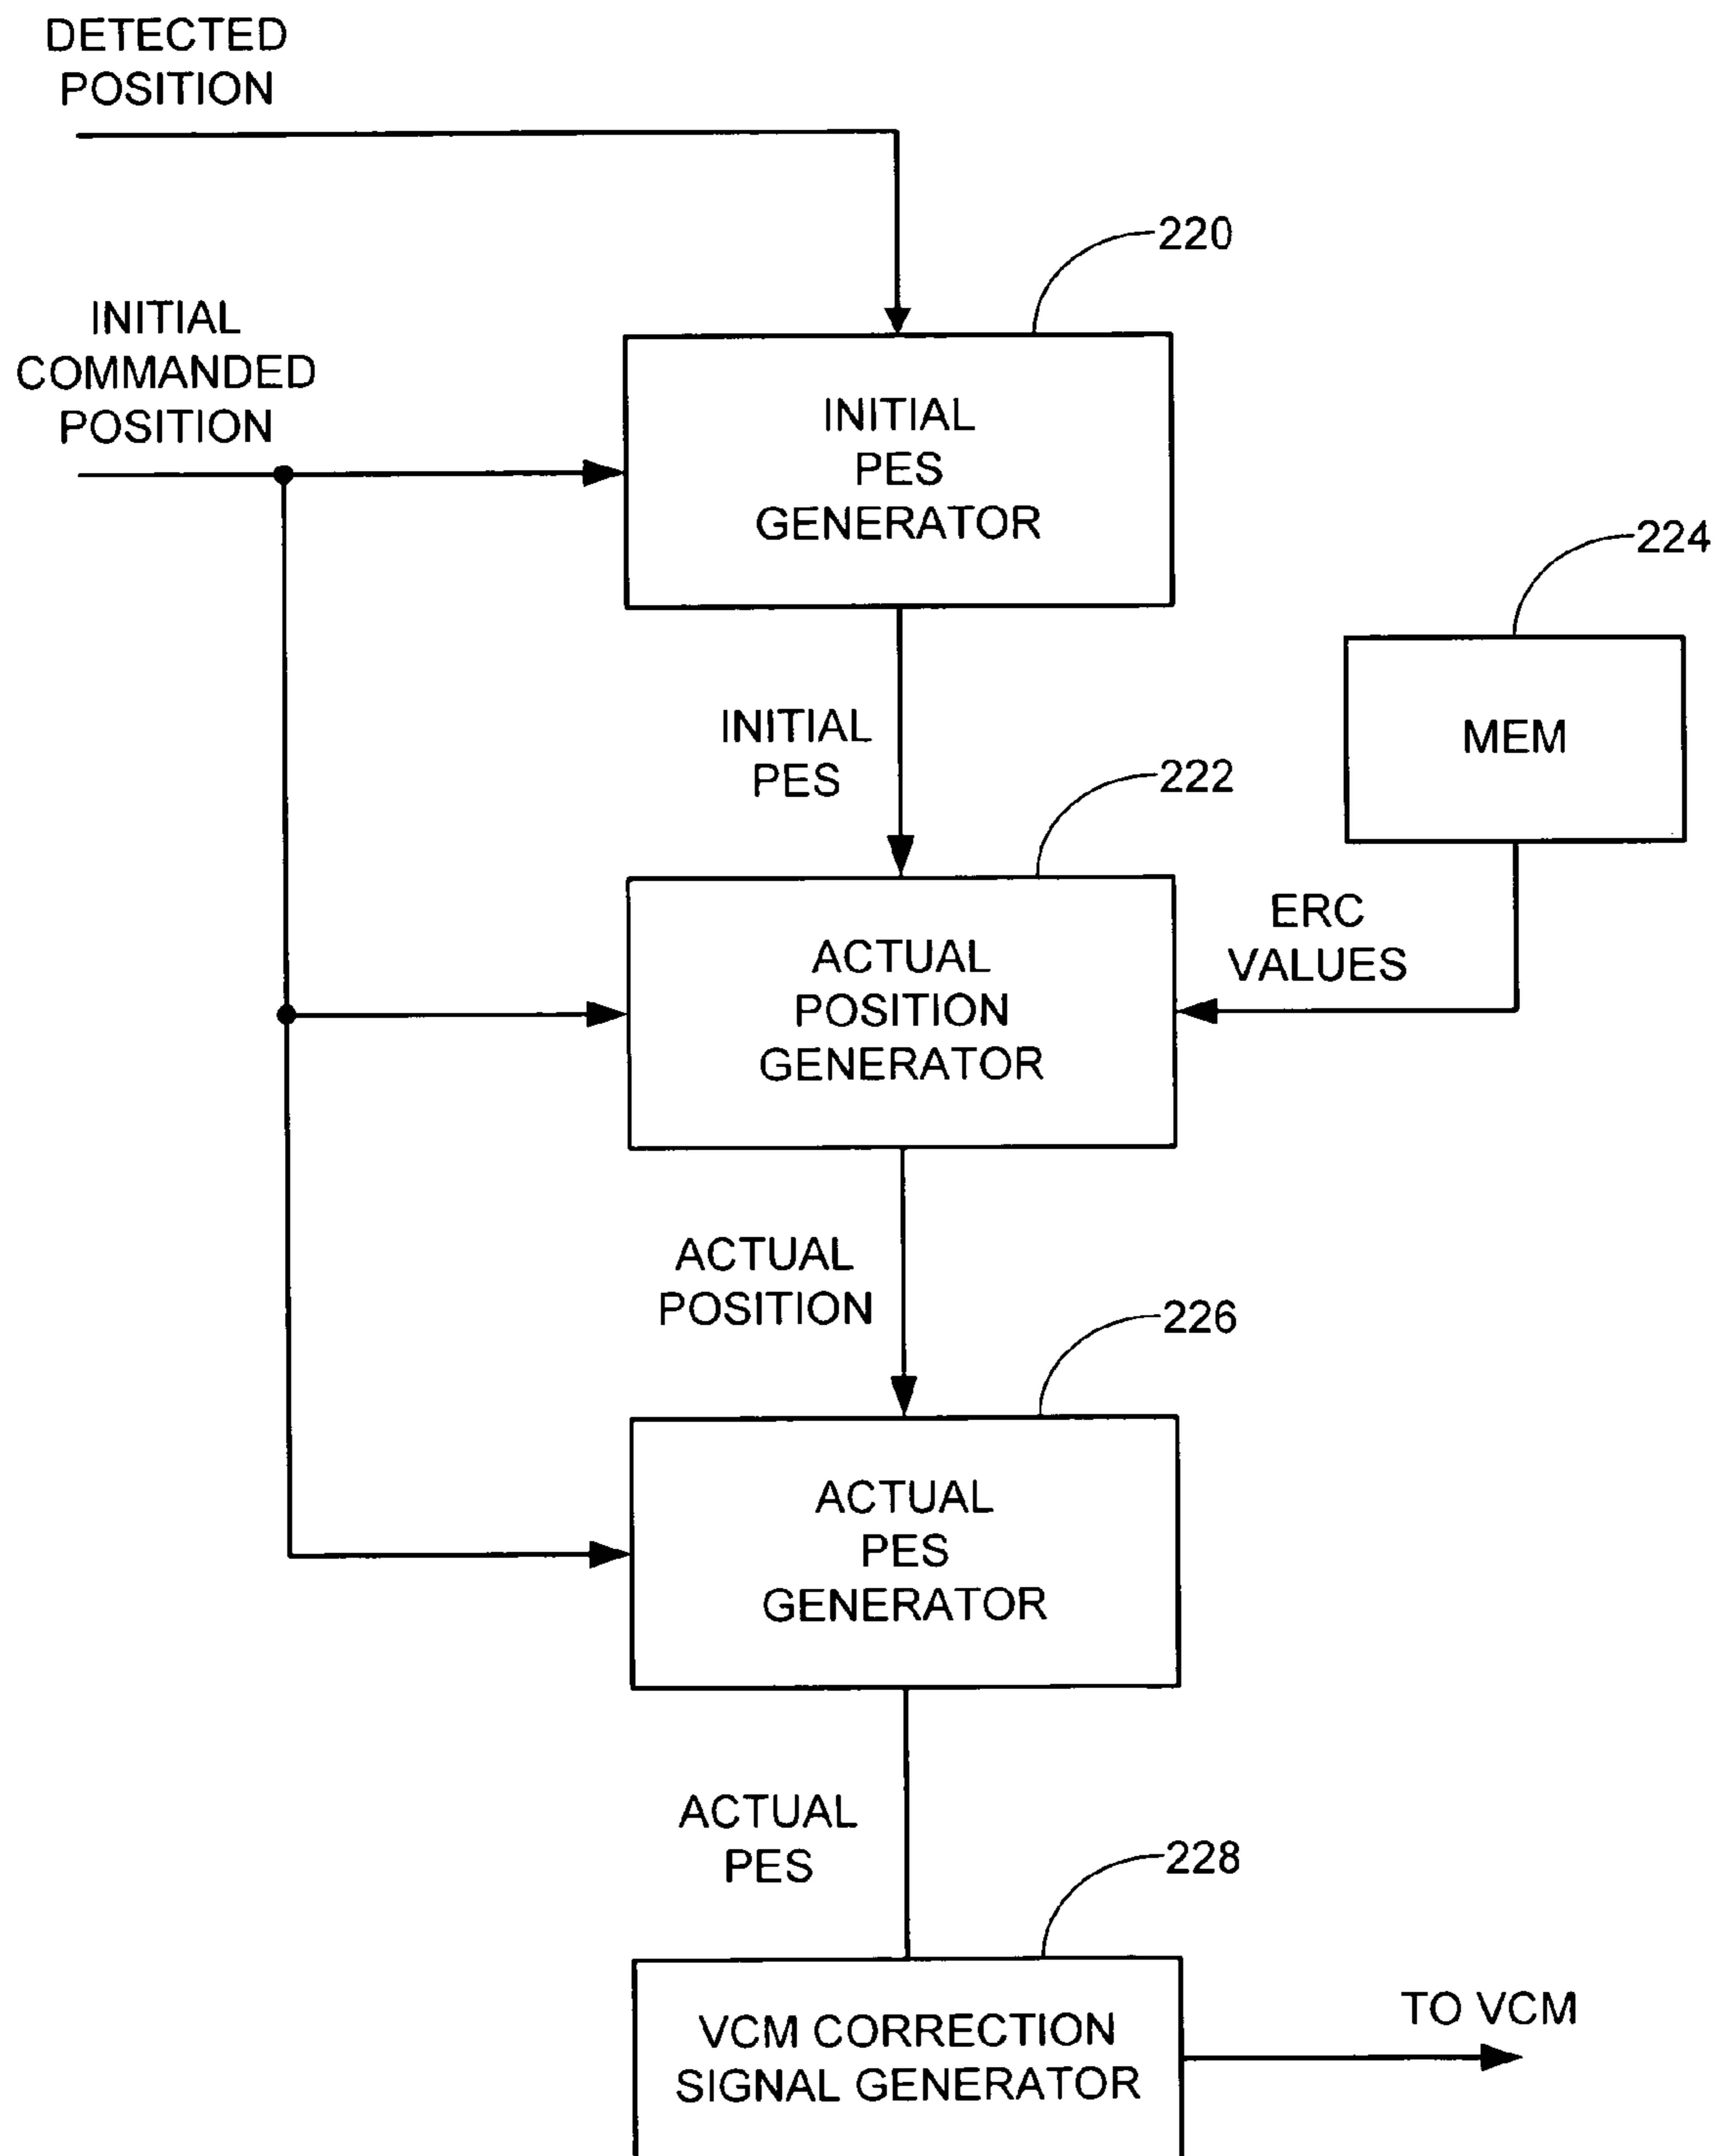 DETECTED
POSITION
220
INITIAL
COMMANDED
POSITION
INITIAL
PES
GENERATOR
224
MEM
INITIAL
PES
222
ERC
VALUES
ACTUAL
POSITION
GENERATOR
ACTUAL
POSITION
226
ACTUAL
PES
GENERATOR
ACTUAL
PES
228
TO VCM
VCM CORRECTION
SIGNAL GENERATOR